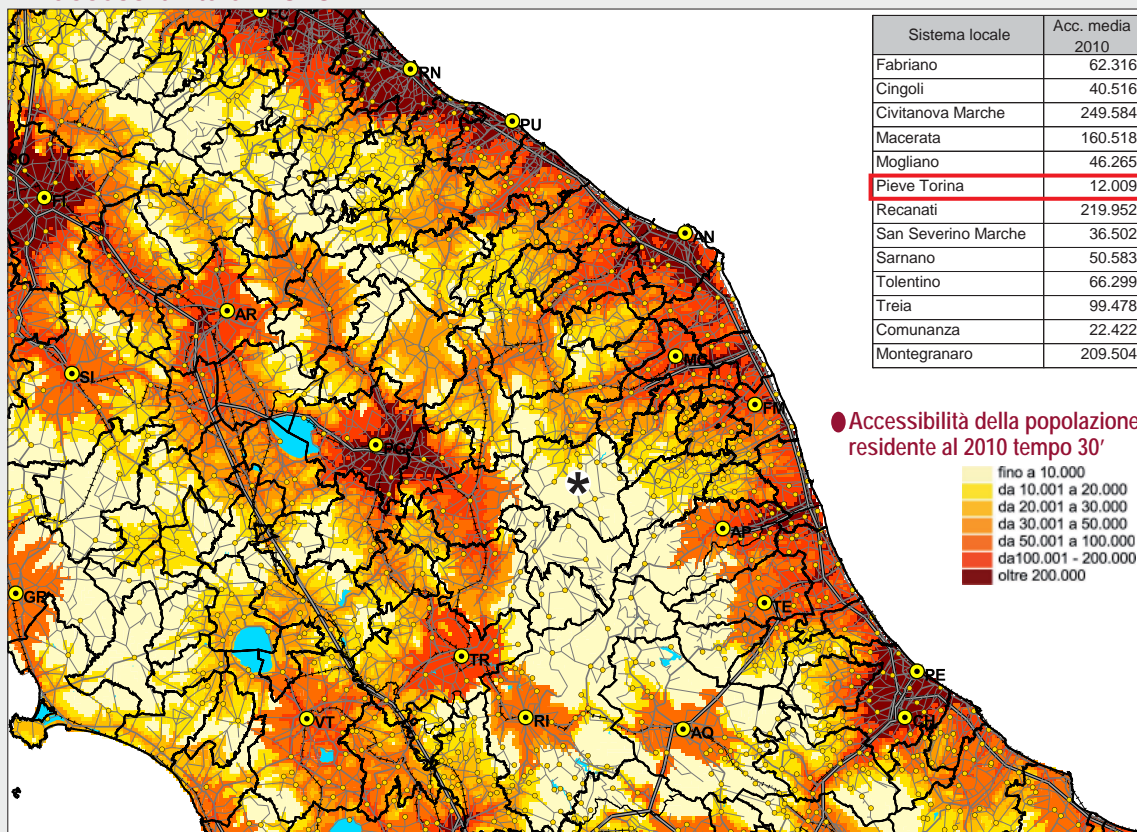 Sistema locale Acc. media 2010
Fabriano 62.316
Cingoli 40.516
Civitanova Marche 249.584
Macerata 160.518
Mogliano 46.265
Pieve Torina 12.009
Recanati 219.952
San Severino Marche 36.502
Sarnano 50.583
Tolentino 66.299
Treia 99.478
Comunanza 22.422
Montegranaro 209.504
Accessibilità della popolazione
residente al 2010 tempo 30'
fino a 10.000
da 10.001 a 20.000
da 20.001 a 30.000
da 30.001 a 50.000
da 50.001 a 100.000
da100.001 - 200.000
oltre 200.000
RN
PU
AN
FI
AR
MC
SI
FM
PG
*
AP
GR
TE
TR
PE
VT
RI
AQ
CH